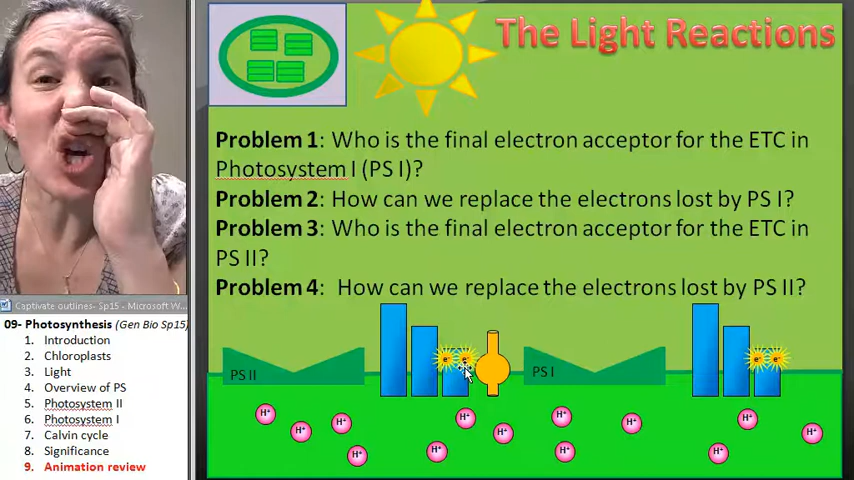 The Light Reactions
Problem 1: Who is the final electron acceptor for the ETC in
Photosystem I (PS I)?
Problem 2: How can we replace the electrons lost by PS I?
Problem 3: Who is the final electron acceptor for the ETC in
PS II?
Problem 4: How can we replace the electrons lost by PS II?
PS II
e⁻ e⁻
PS I
e⁻ e⁻
H⁺ H⁺ H⁺ H⁺ H⁺ H⁺ H⁺
H⁺ H⁺ H⁺ H⁺ H⁺ H⁺
Captivate outlines- Sp15 - Microsoft W...
09- Photosynthesis (Gen Bio Sp15)
1. Introduction
2. Chloroplasts
3. Light
4. Overview of PS
5. Photosystem II
6. Photosystem I
7. Calvin cycle
8. Significance
9. Animation review